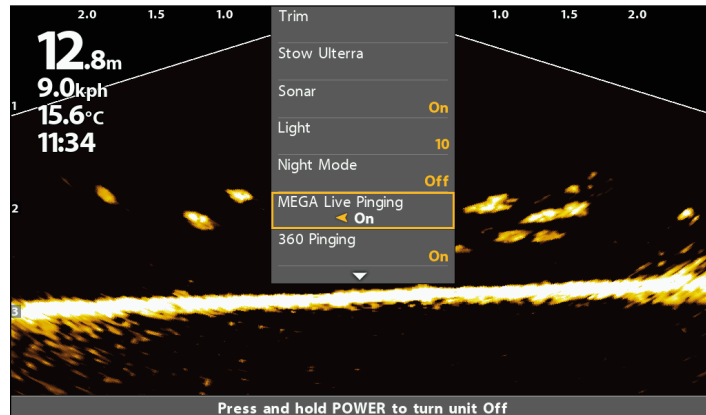 2.0 1.5 1.0 1.0 1.5 2.0
12.8m
9.0kph
15.6°C
11:34
1
2
3
Trim
Stow Ulterra
Sonar
On
Light
10
Night Mode
Off
MEGA Live Pinging
On
360 Pinging
On
Press and hold POWER to turn unit Off